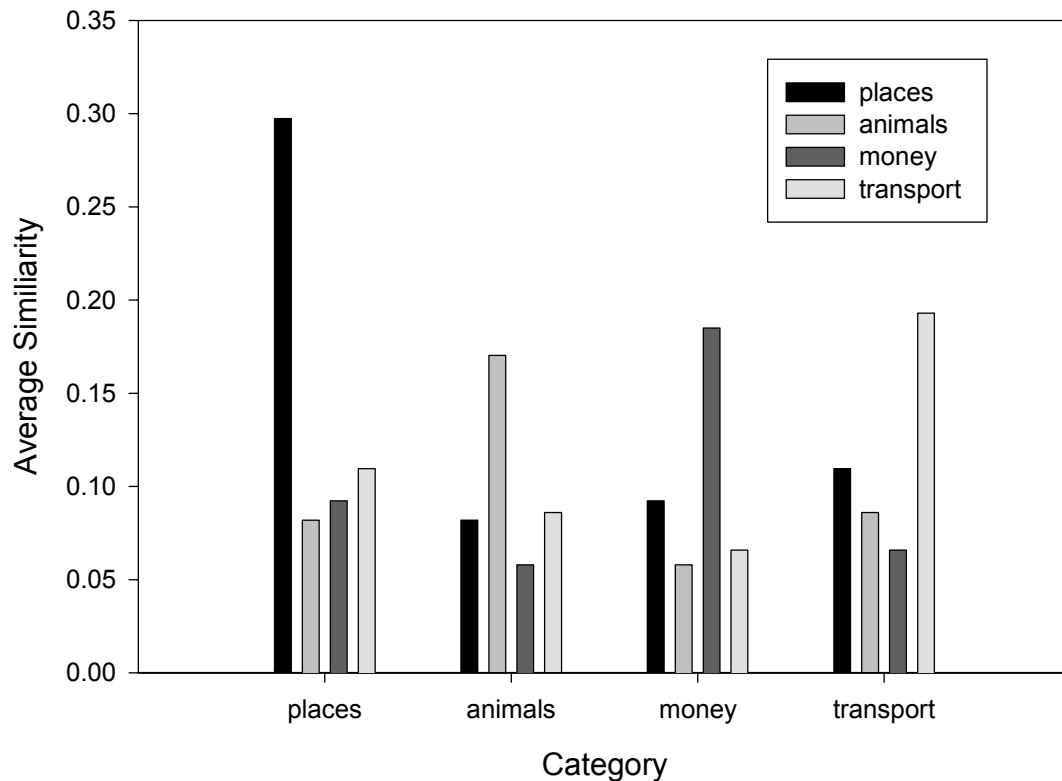 0.35
0.30
0.25
0.20
0.15
0.10
0.05
0.00
Average Similiarity
places
animals
money
transport
places
animals
money
transport
Category